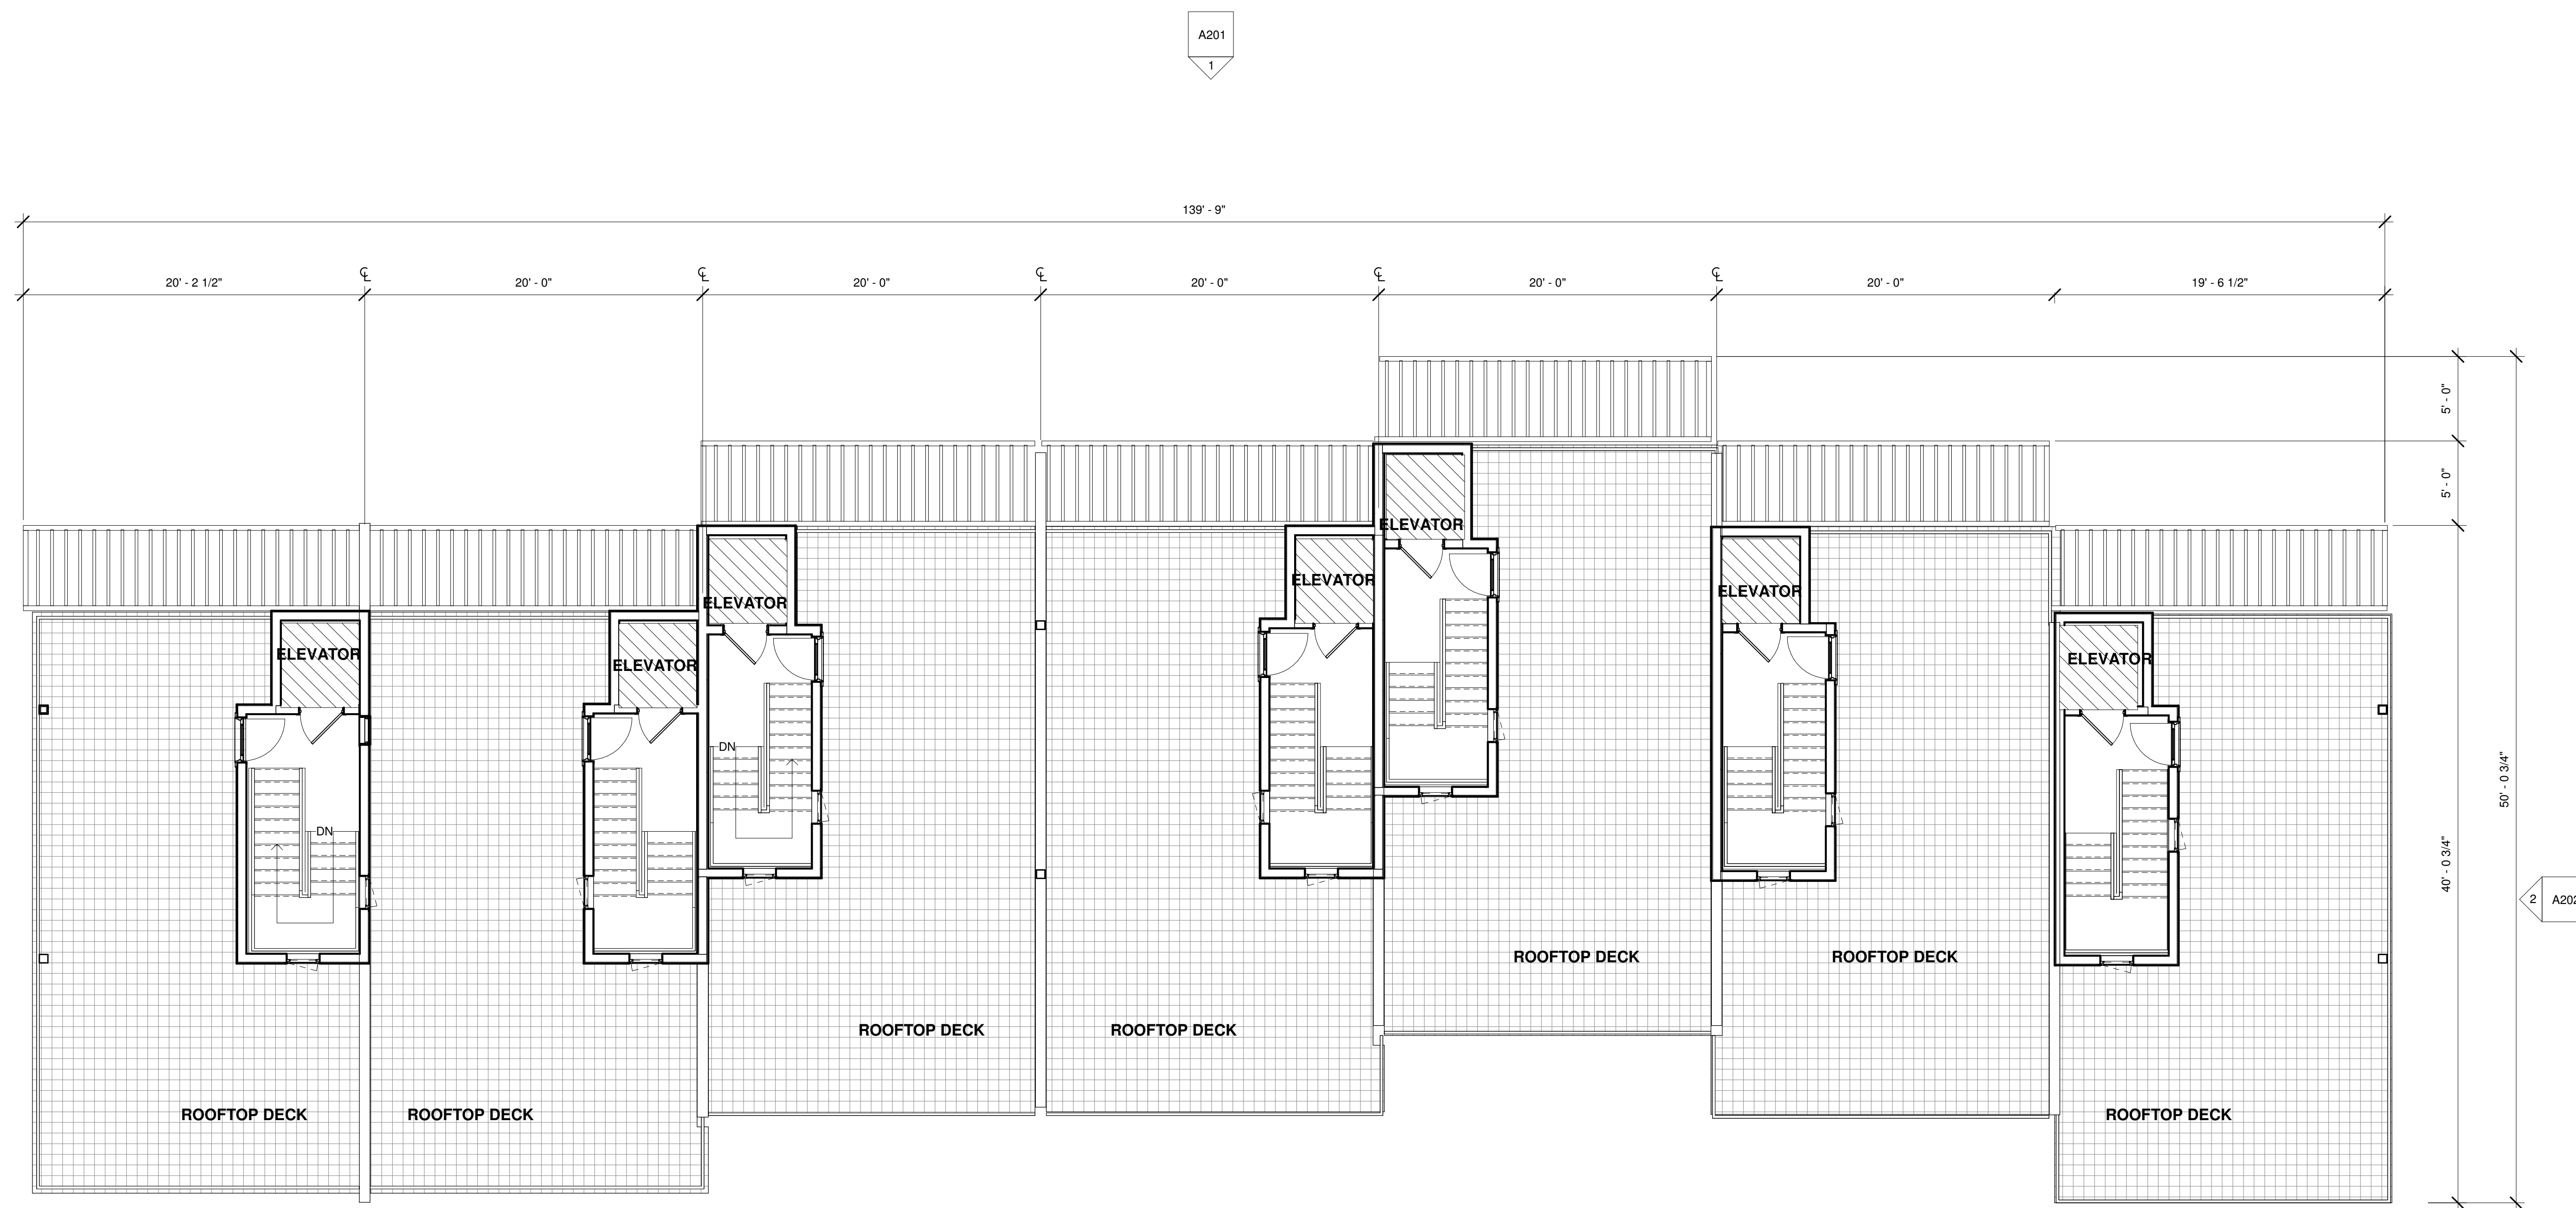 A201
1
139' - 9"
20' - 2 1/2"
20' - 0"
20' - 0"
20' - 0"
20' - 0"
20' - 0"
19' - 6 1/2"
5' - 0"
5' - 0"
40' - 0 3/4"
50' - 0 3/4"
ELEVATOR
ELEVATOR
ELEVATOR
ELEVATOR
ELEVATOR
ELEVATOR
ELEVATOR
DN
DN
2
A202
ROOFTOP DECK
ROOFTOP DECK
ROOFTOP DECK
ROOFTOP DECK
ROOFTOP DECK
ROOFTOP DECK
ROOFTOP DECK